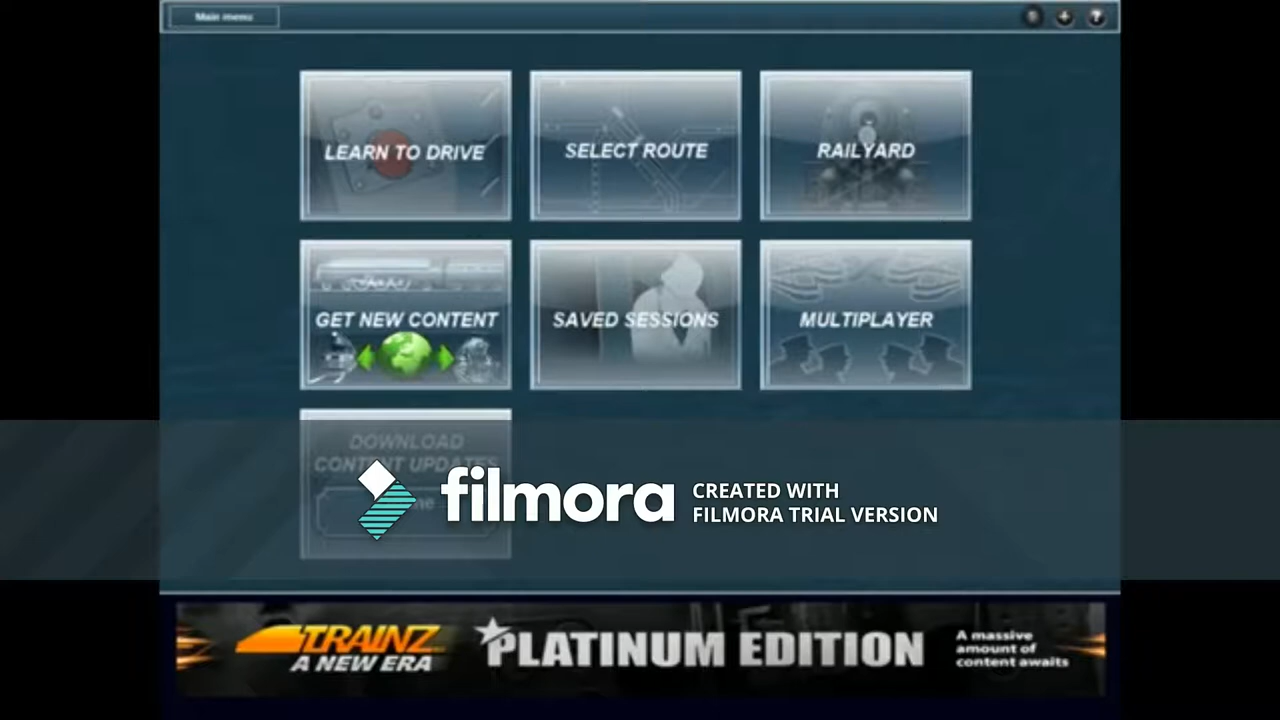 Main menu
?
LEARN TO DRIVE
SELECT ROUTE
RAILYARD
GET NEW CONTENT
SAVED SESSIONS
MULTIPLAYER
DOWNLOAD
CONTENT UPDATES
filmora
CREATED WITH
FILMORA TRIAL VERSION
TRAINZ
A NEW ERA
PLATINUM EDITION
A massive
amount of
content awaits